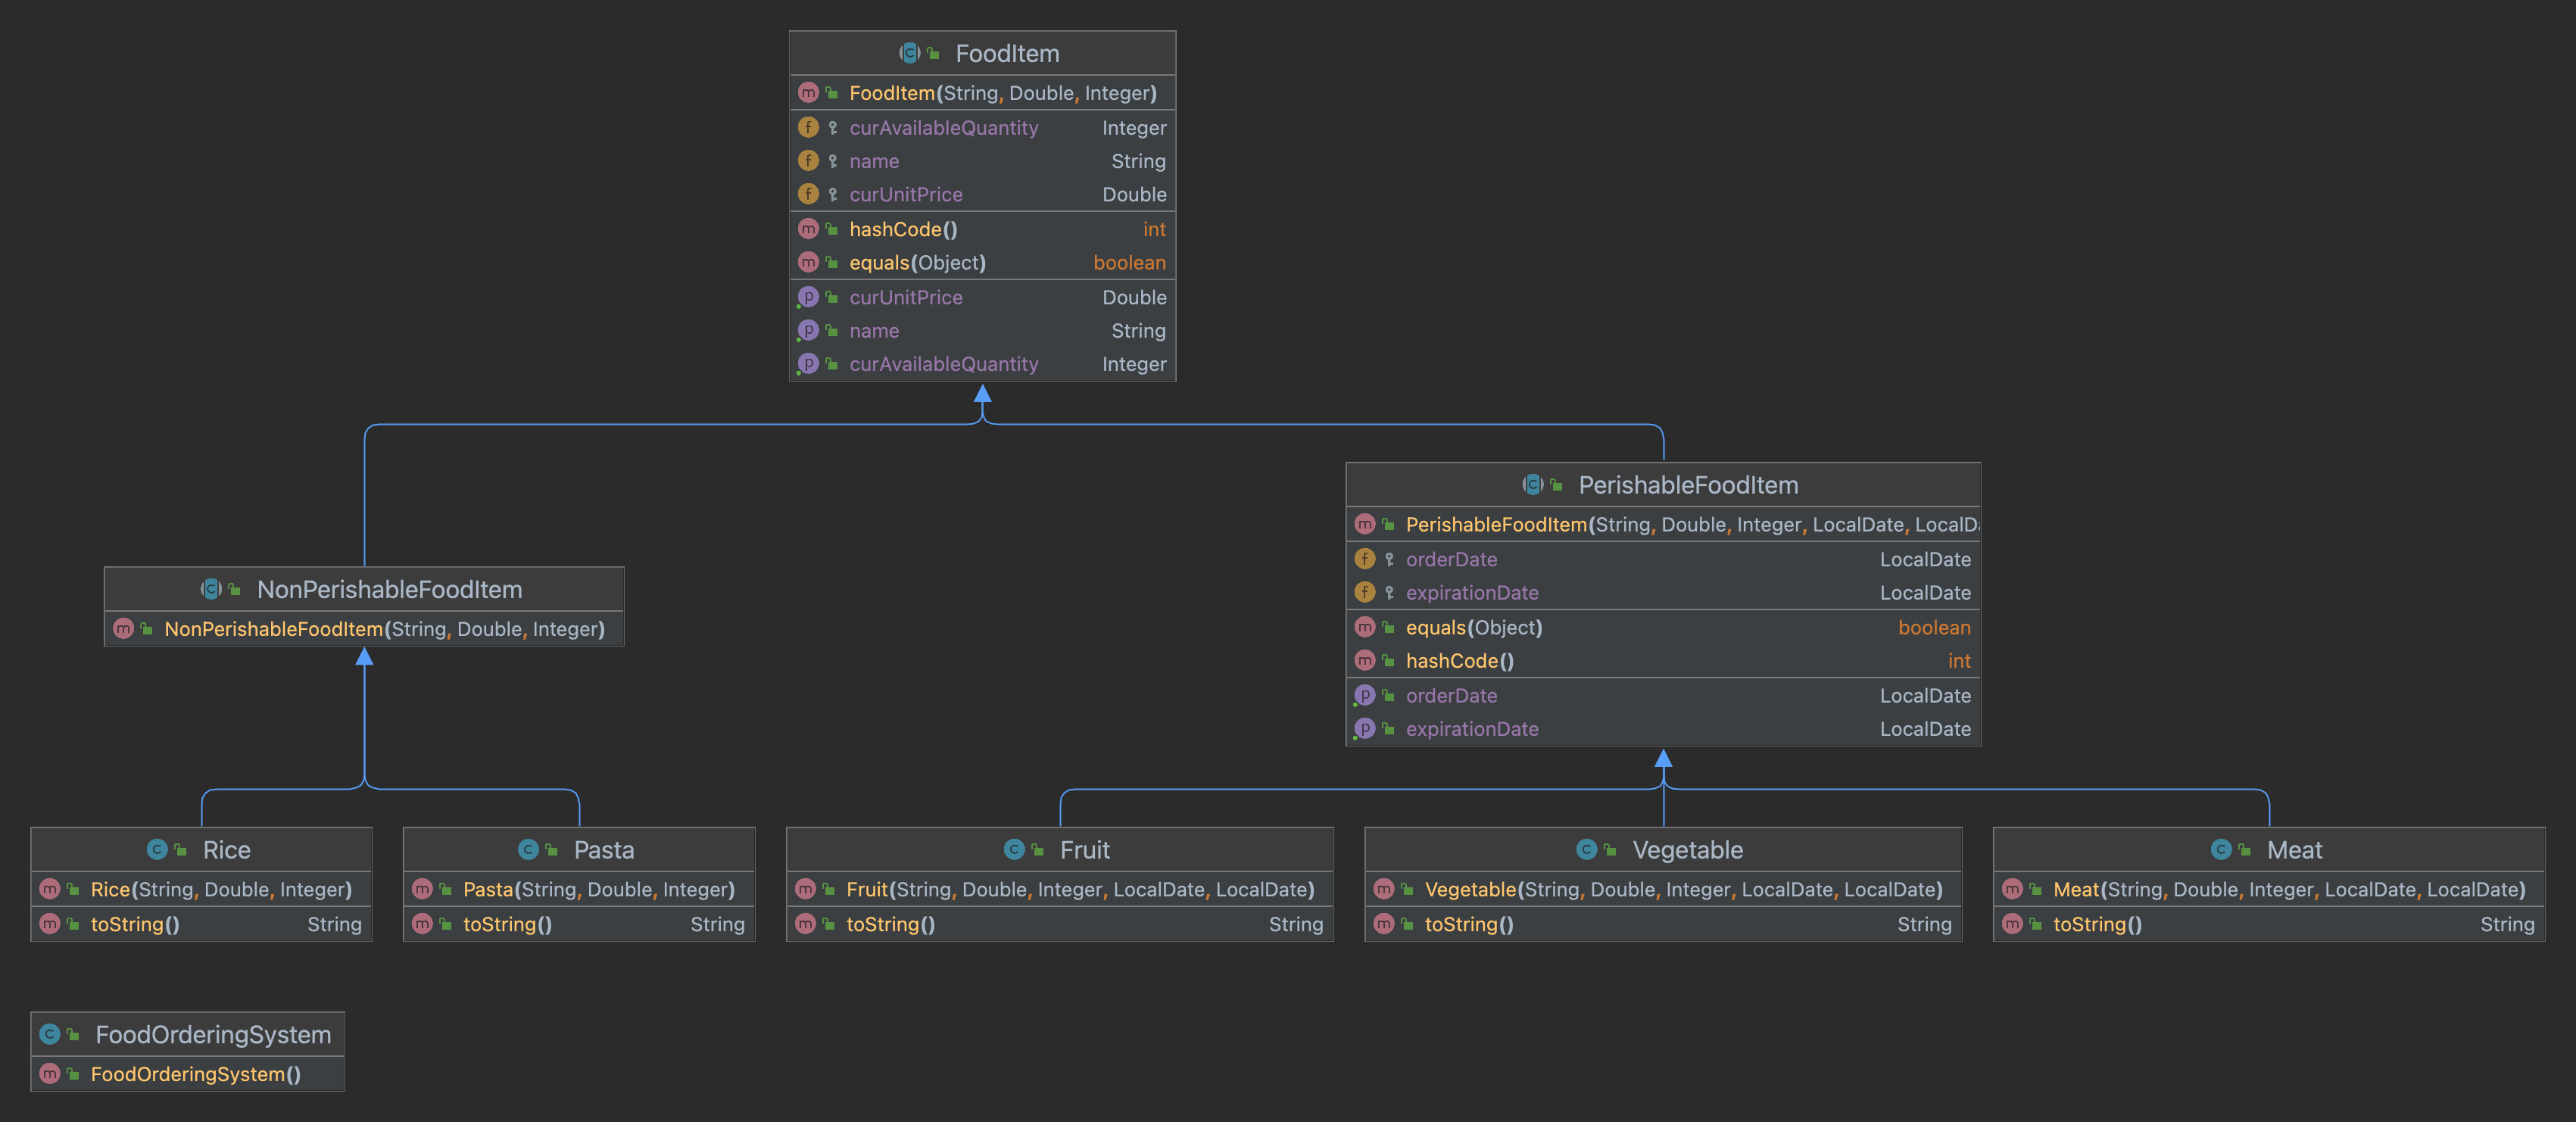 FoodItem
FoodItem(String, Double, Integer)
curAvailableQuantity Integer
name String
curUnitPrice Double
hashCode() int
equals(Object) boolean
curUnitPrice Double
name String
curAvailableQuantity Integer
PerishableFoodItem
PerishableFoodItem(String, Double, Integer, LocalDate, LocalDa
orderDate LocalDate
expirationDate LocalDate
equals(Object) boolean
hashCode() int
orderDate LocalDate
expirationDate LocalDate
NonPerishableFoodItem
NonPerishableFoodItem(String, Double, Integer)
Rice
Rice(String, Double, Integer)
toString() String
Pasta
Pasta(String, Double, Integer)
toString() String
Fruit
Fruit(String, Double, Integer, LocalDate, LocalDate)
toString() String
Vegetable
Vegetable(String, Double, Integer, LocalDate, LocalDate)
toString() String
Meat
Meat(String, Double, Integer, LocalDate, LocalDate)
toString() String
FoodOrderingSystem
FoodOrderingSystem()